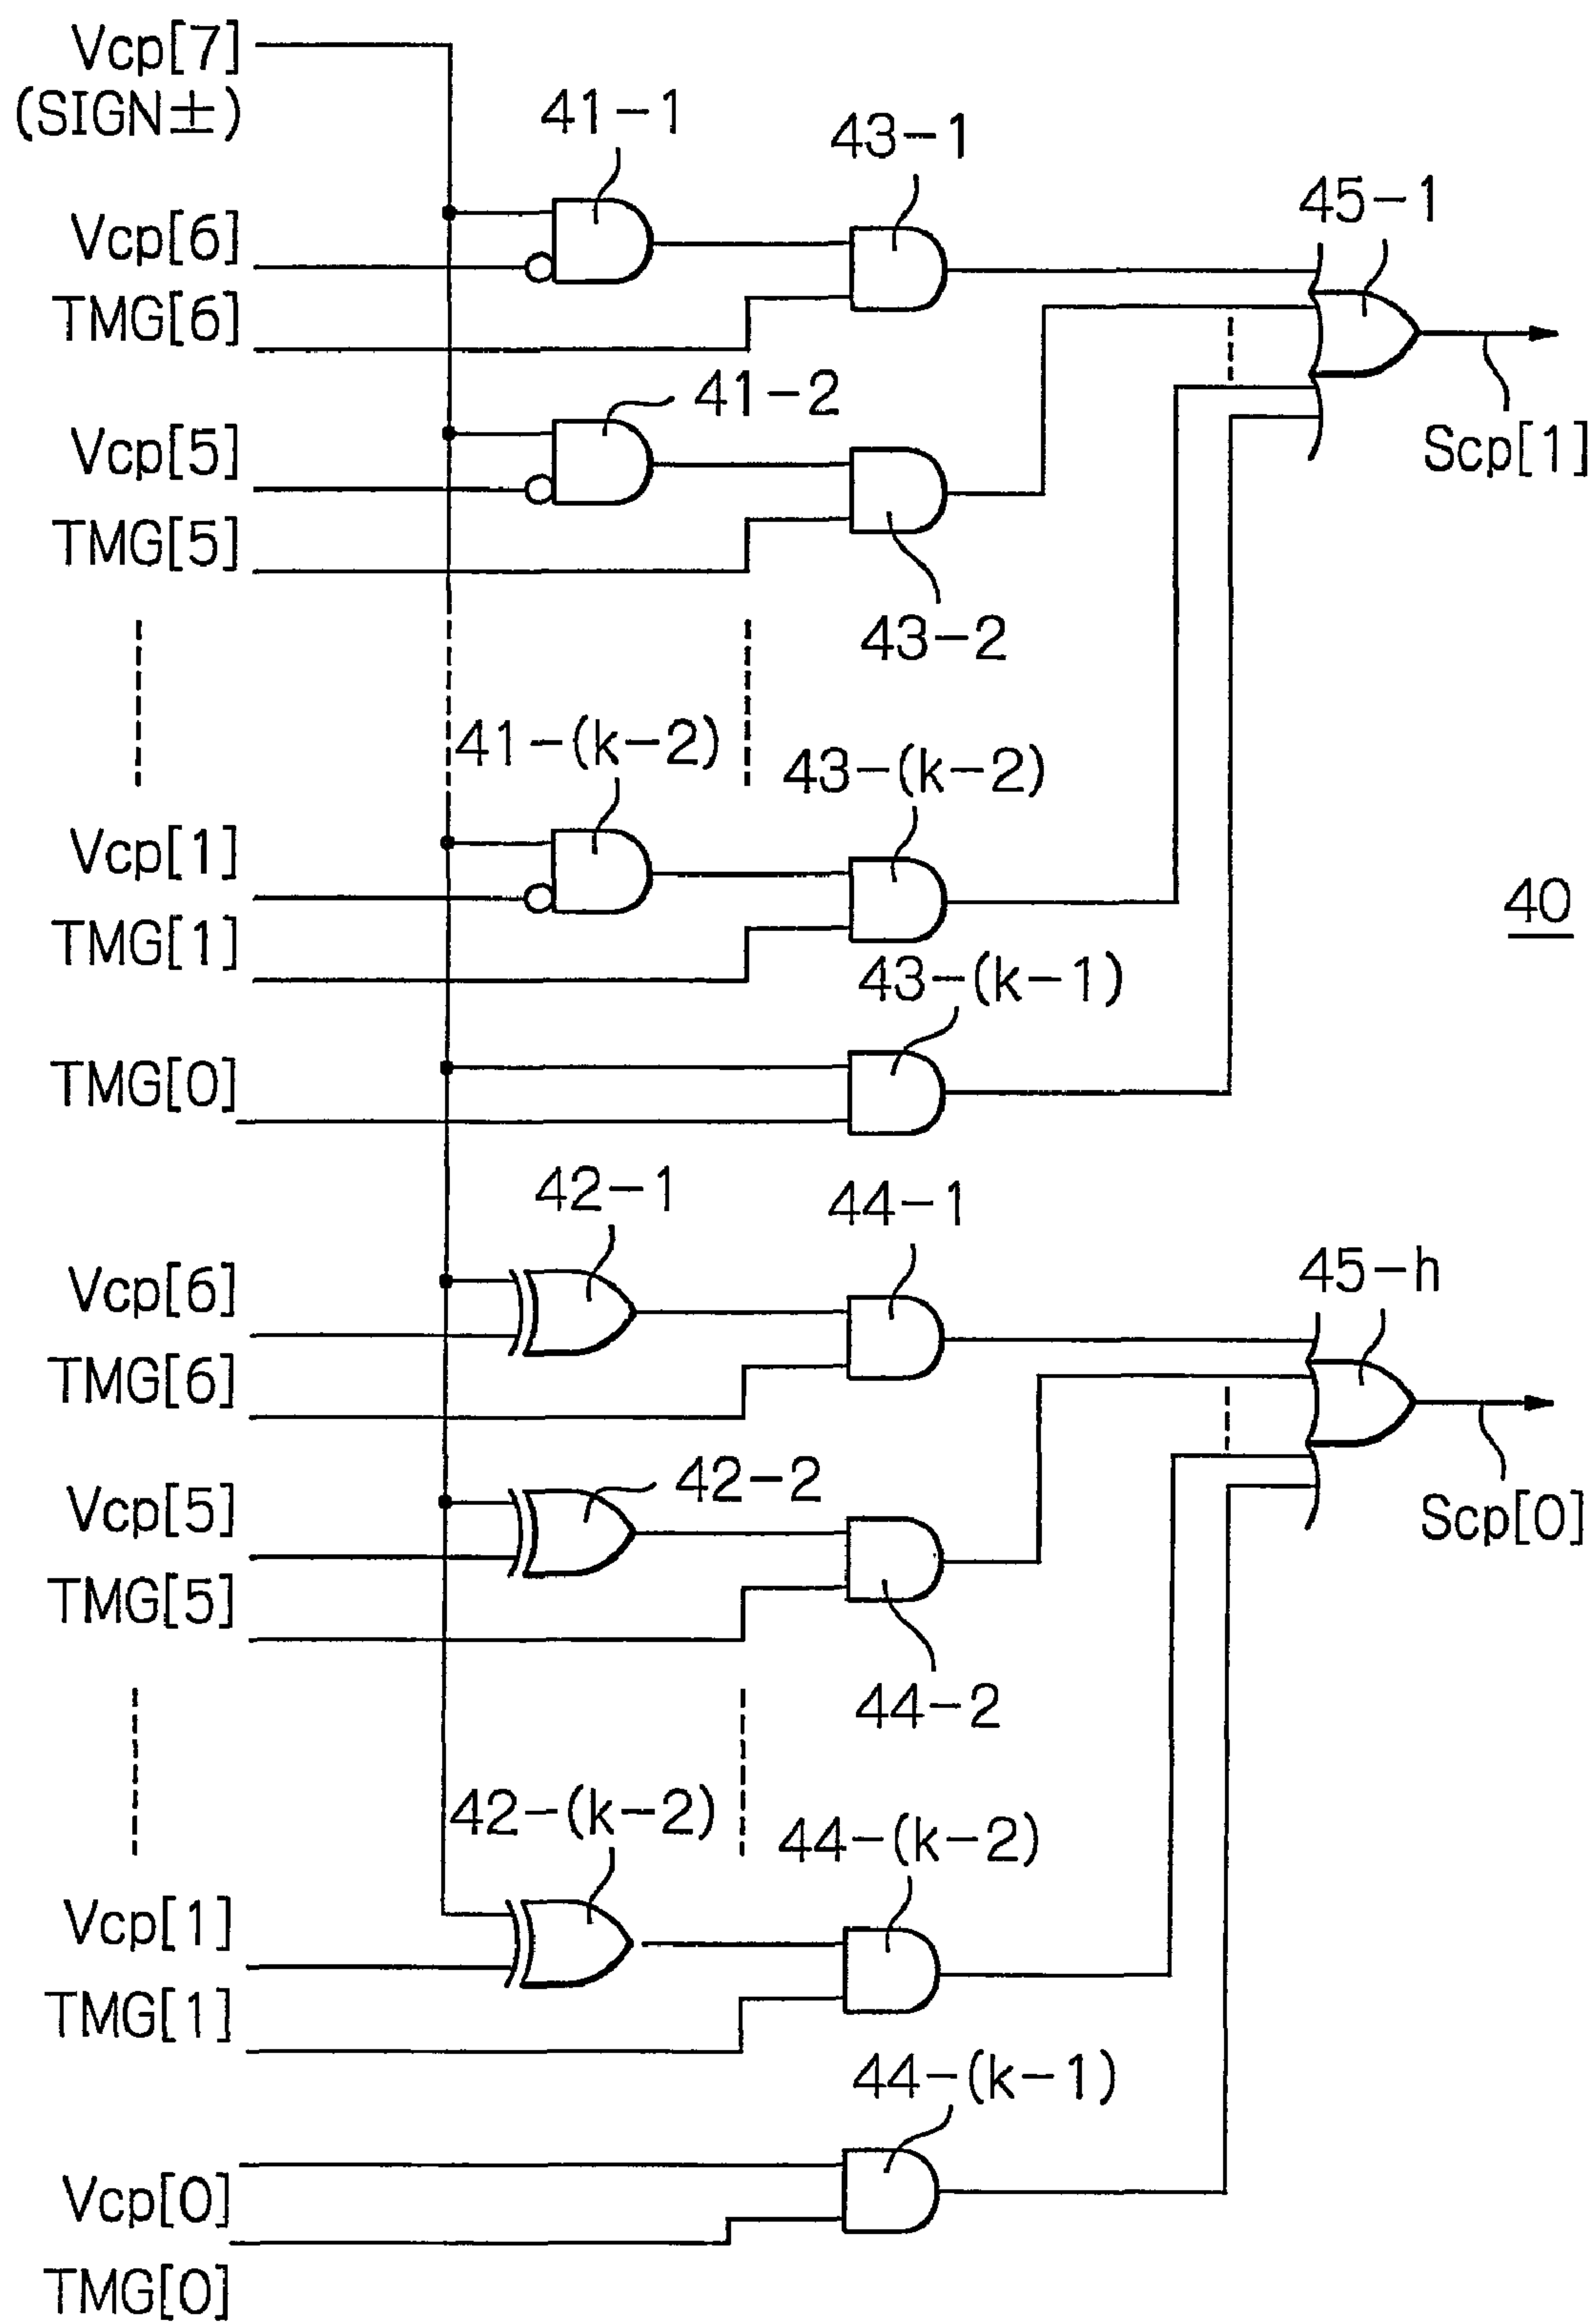 Vcp[7]
(SIGN±)
41-1
43-1
45-1
Vcp[6]
TMG[6]
41-2
Scp[1]
Vcp[5]
TMG[5]
43-2
41-(k-2)
43-(k-2)
Vcp[1]
TMG[1]
40
43-(k-1)
TMG[0]
42-1
44-1
45-h
Vcp[6]
TMG[6]
42-2
Scp[0]
Vcp[5]
TMG[5]
44-2
42-(k-2)
44-(k-2)
Vcp[1]
TMG[1]
44-(k-1)
Vcp[0]
TMG[0]